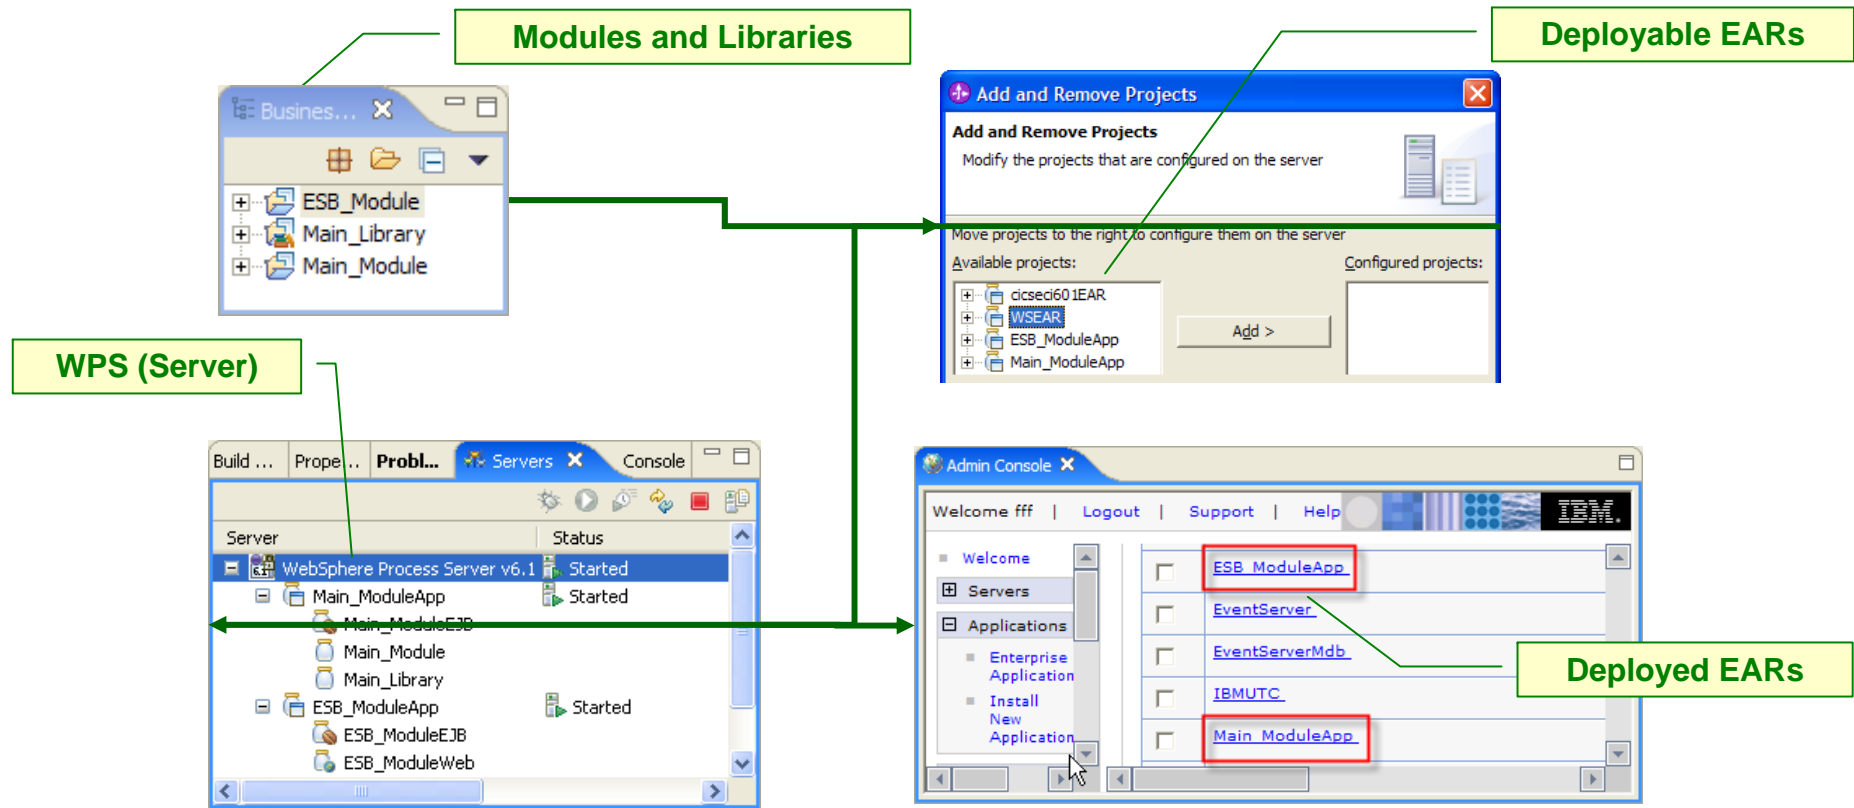 Modules and Libraries
Deployable EARs
Busines...
ESB_Module
Main_Library
Main_Module
Add and Remove Projects
Add and Remove Projects
Modify the projects that are configured on the server
Move projects to the right to configure them on the server
Available projects:
Configured projects:
cicseci601EAR
WSEAR
ESB_ModuleApp
Main_ModuleApp
Add >
WPS (Server)
Build ...
Prope...
Probl...
Servers
Console
Server
Status
WebSphere Process Server v6.1
Started
Main_ModuleApp
Started
Main_ModuleEJB
Main_Module
Main_Library
ESB_ModuleApp
Started
ESB_ModuleEJB
ESB_ModuleWeb
Admin Console
Welcome fff | Logout | Support | Help
IBM.
Welcome
Servers
Applications
Enterprise
Application
Install
New
Application
ESB_ModuleApp
EventServer
EventServerMdb
IBMUTC
Main_ModuleApp
Deployed EARs